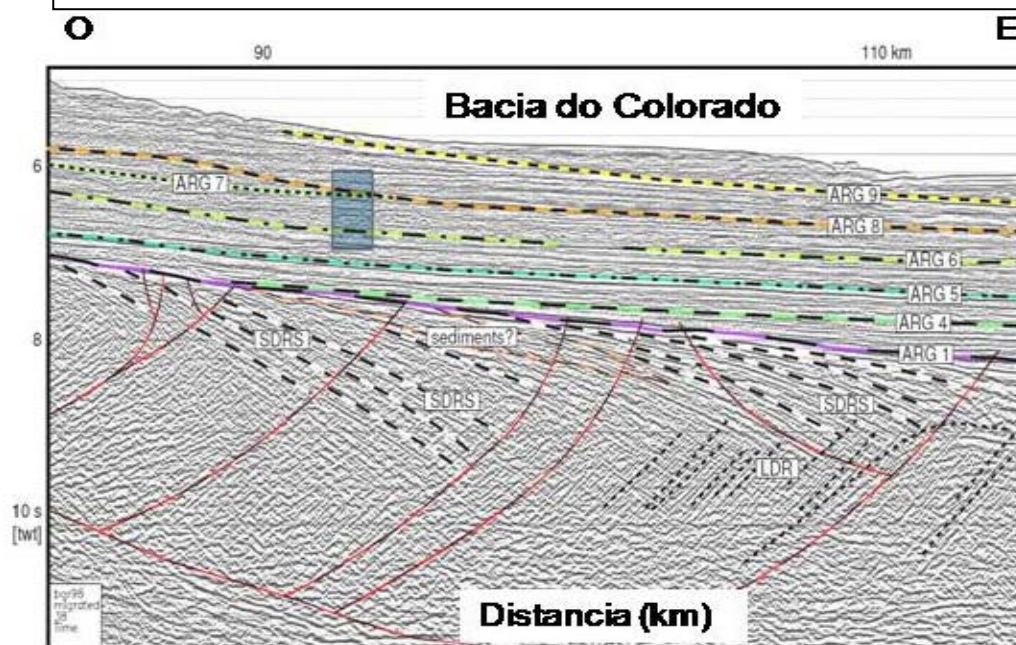 O E
90 110 km
Bacia do Colorado
6
ARG 7
ARG 9
ARG 8
ARG 6
ARG 5
ARG 4
8
SDRS
sediments?
ARG 1
SDRS
SDRS
LDR
10 s
[twt]
migrated
Distancia (km)